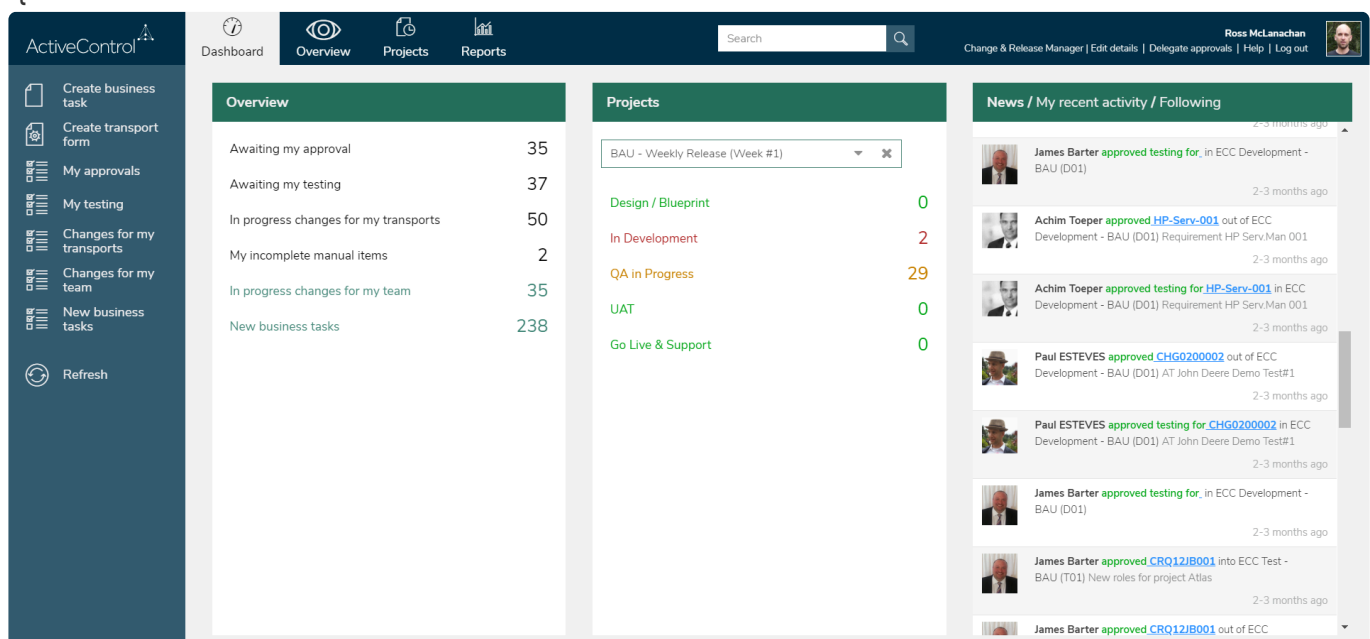 ActiveControl
Dashboard
Overview
Projects
Reports
Search
Ross McLanachan
Change & Release Manager | Edit details | Delegate approvals | Help | Log out
Create business
task
Create transport
form
My approvals
My testing
Changes for my
transports
Changes for my
team
New business
tasks
Refresh
Overview
Awaiting my approval 35
Awaiting my testing 37
In progress changes for my transports 50
My incomplete manual items 2
In progress changes for my team 35
New business tasks 238
Projects
BAU - Weekly Release (Week #1)
Design / Blueprint 0
In Development 2
QA in Progress 29
UAT 0
Go Live & Support 0
News / My recent activity / Following
2-3 months ago
James Barter approved testing for  in ECC Development -
BAU (D01)
2-3 months ago
Achim Toeper approved HP-Serv-001 out of ECC
Development - BAU (D01) Requirement HP Serv.Man 001
2-3 months ago
Achim Toeper approved testing for HP-Serv-001 in ECC
Development - BAU (D01) Requirement HP Serv.Man 001
2-3 months ago
Paul ESTEVES approved CHG0200002 out of ECC
Development - BAU (D01) AT John Deere Demo Test#1
2-3 months ago
Paul ESTEVES approved testing for CHG0200002 in ECC
Development - BAU (D01) AT John Deere Demo Test#1
2-3 months ago
James Barter approved testing for  in ECC Development -
BAU (D01)
2-3 months ago
James Barter approved CRQ12JB001 into ECC Test -
BAU (T01) New roles for project Atlas
2-3 months ago
James Barter approved CRQ12JB001 out of ECC